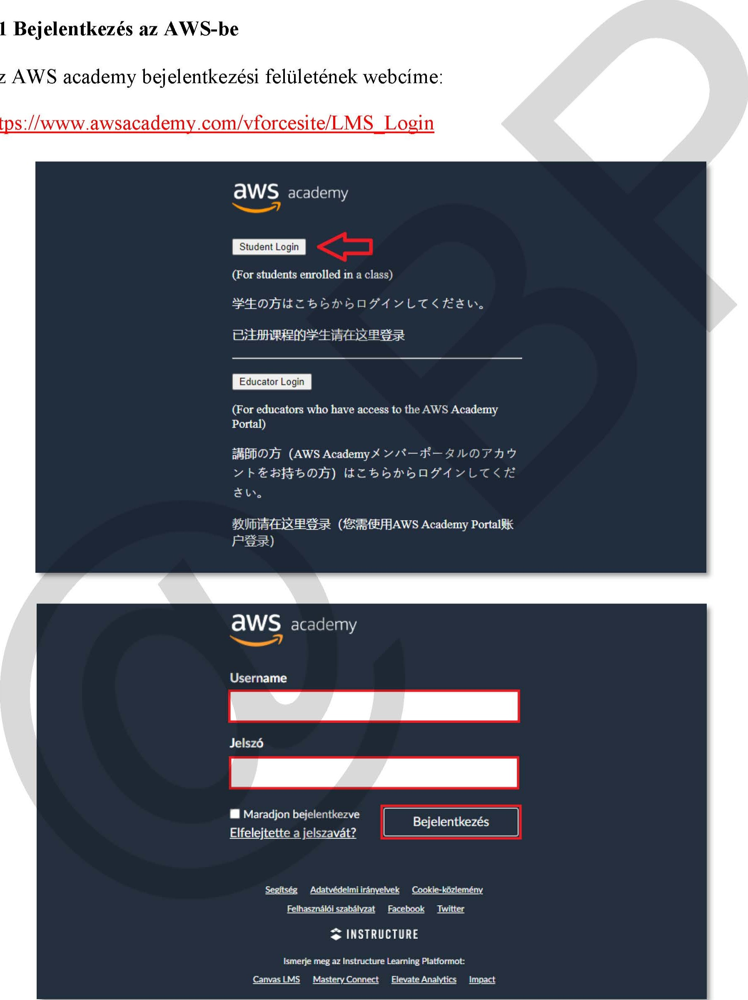 1 Bejelentkezés az AWS-be
z AWS academy bejelentkezési felületének webcíme:
tps://www.awsacademy.com/vforcesite/LMS_Login
aws academy
Student Login
(For students enrolled in a class)
学生の方はこちらからログインしてください。
已注册课程的学生请在这里登录
Educator Login
(For educators who have access to the AWS Academy
Portal)
講師の方（AWS Academyメンバーポータルのアカウ
ントをお持ちの方）はこちらからログインしてくだ
さい。
教师请在这里登录（您需使用AWS Academy Portal账
户登录）
aws academy
Username
Jelszó
Maradjon bejelentkezve
Bejelentkezés
Elfelejtette a jelszavát?
Segítség Adatvédelmi irányelvek Cookie-közlemény
Felhasználói szabályzat Facebook Twitter
INSTRUCTURE
Ismerje meg az Instructure Learning Platformot:
Canvas LMS Mastery Connect Elevate Analytics Impact